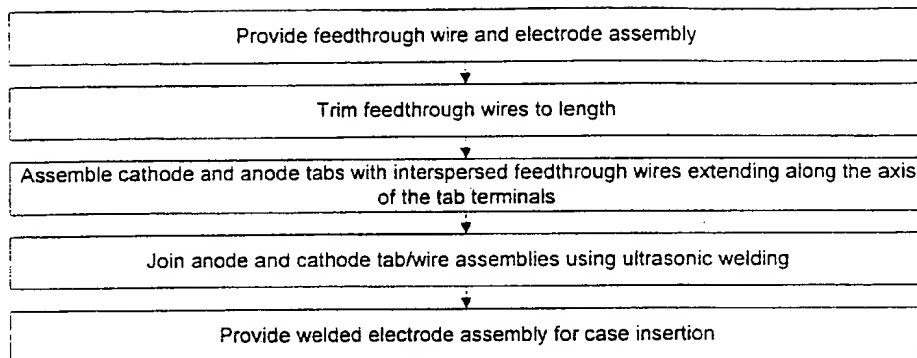 Provide feedthrough wire and electrode assembly
Trim feedthrough wires to length
Assemble cathode and anode tabs with interspersed feedthrough wires extending along the axis
of the tab terminals
Join anode and cathode tab/wire assemblies using ultrasonic welding
Provide welded electrode assembly for case insertion